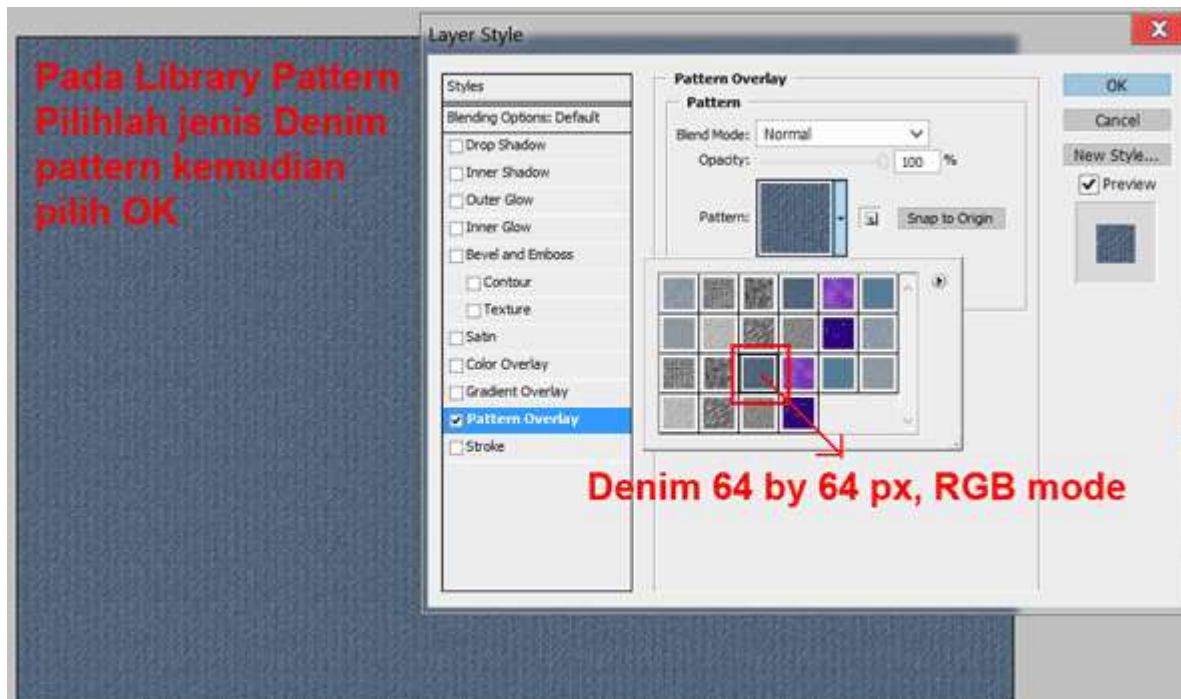 Layer Style
X
Pada Library Pattern
Pilihlah jenis Denim
pattern kemudian
pilih OK
Styles
Blending Options: Default
Drop Shadow
Inner Shadow
Outer Glow
Inner Glow
Bevel and Emboss
Contour
Texture
Satin
Color Overlay
Gradient Overlay
Pattern Overlay
Stroke
Pattern Overlay
Pattern
Blend Mode: Normal
Opacity: 100 %
Pattern: Snap to Origin
OK
Cancel
New Style...
Preview
Denim 64 by 64 px, RGB mode